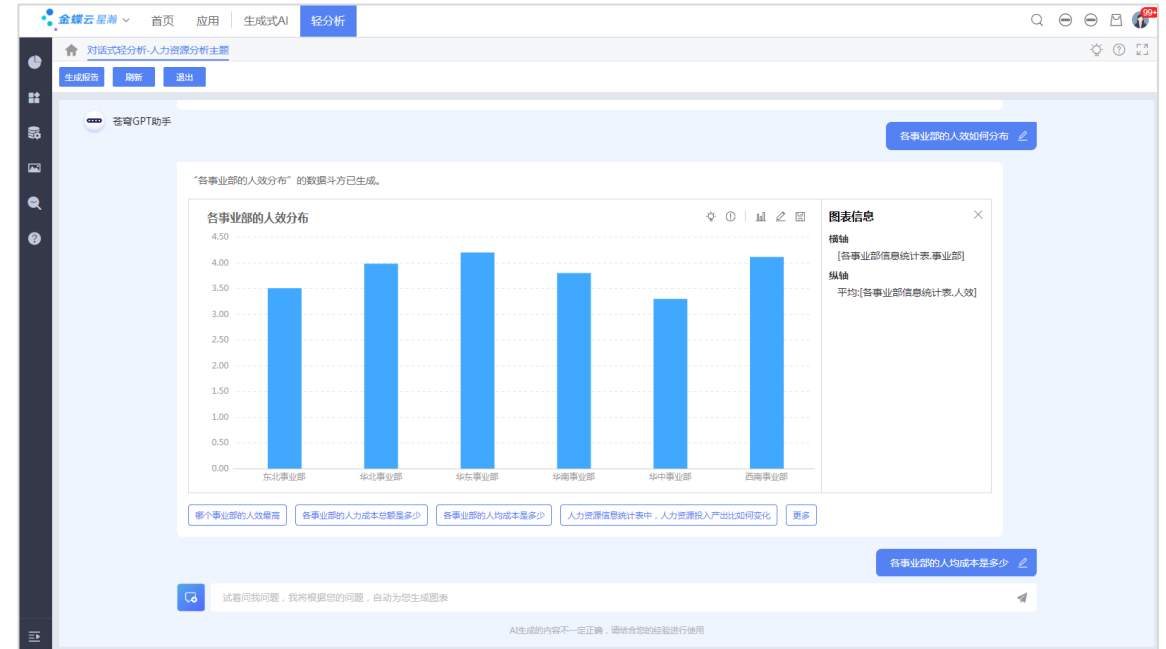 金蝶云星瀚 首页 应用 生成式AI 轻分析 99+
对话式轻分析-人力资源分析主题
生成报告 刷新 退出
苍穹GPT助手
各事业部的人效如何分布
“各事业部的人效分布”的数据斗方已生成。
各事业部的人效分布
4.50
4.00
3.50
3.00
2.50
2.00
1.50
1.00
0.50
0.00
东北事业部 华北事业部 华东事业部 华南事业部 华中事业部 西南事业部
图表信息
横轴
[各事业部信息统计表.事业部]
纵轴
平均:[各事业部信息统计表.人效]
哪个事业部的人效最高 各事业部的人力成本总额是多少 各事业部的人均成本是多少 人力资源信息统计表中，人力资源投入产出比如何变化 更多
各事业部的人均成本是多少
试着问我问题，我将根据您的问题，自动为您生成图表
AI生成的内容不一定正确，请结合您的经验进行使用